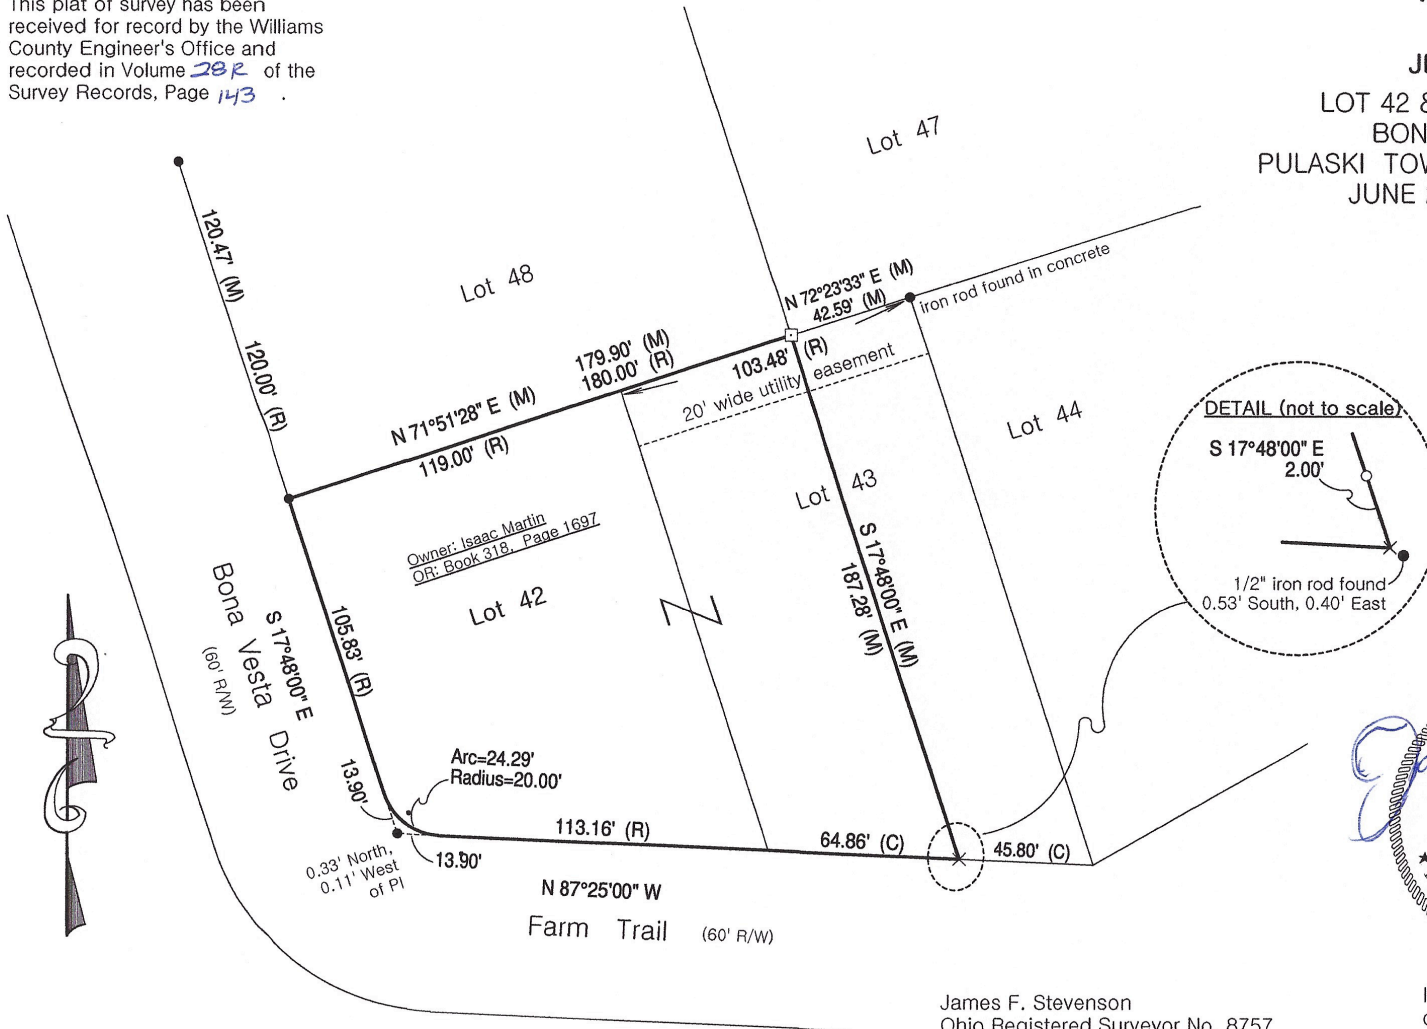 This plat of survey has been
received for record by the Williams
County Engineer's Office and
recorded in Volume 28R of the
Survey Records, Page 143 .
LOT 42 &
PULASKI
JUNE
Lot 47
120.47' (M)
120.00' (R)
Lot 48
N 72°23'33" E (M)
42.59' (M)
iron rod found in concrete
179.90' (M)
180.00' (R)
103.48' (R)
N 71°51'28" E (M)
119.00' (R)
20' wide utility easement
Lot 44
DETAIL (not to scale)
S 17°48'00" E
2.00'
1/2" iron rod found
0.53' South, 0.40' East
Lot 43
Owner: Isaac Martin
OR: Book 318, Page 1697
Lot 42
S 17°48'00" E (M)
187.28' (M)
105.83' (R)
S 17°48'00" E
Bona Vesta Drive
(60' R/W)
Arc=24.29'
Radius=20.00'
13.90'
113.16' (R)
64.86' (C)
45.80' (C)
0.33' North,
0.11' West
of PI
13.90'
N 87°25'00" W
Farm Trail (60' R/W)
James F. Stevenson
Ohio Registered Surveyor No. 8757